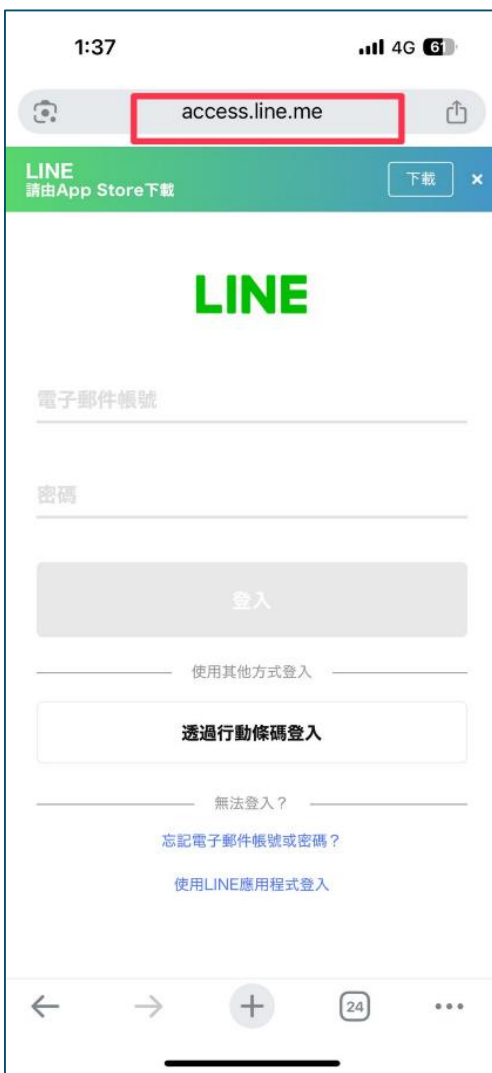 1:37
4G 61
access.line.me
LINE
請由App Store下載
下載
×
LINE
電子郵件帳號
密碼
登入
使用其他方式登入
透過行動條碼登入
無法登入？
忘記電子郵件帳號或密碼？
使用LINE應用程式登入
24